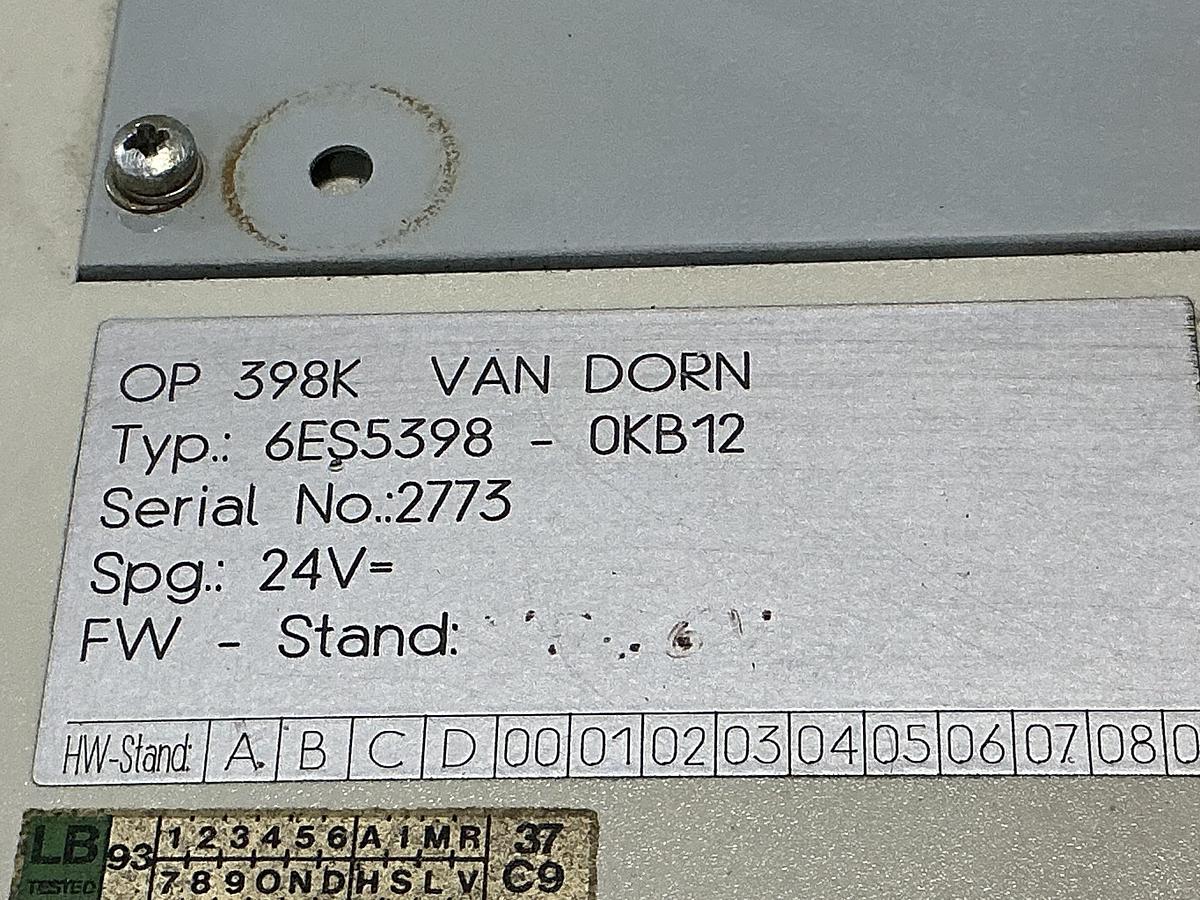 OP 398K VAN DORN
Typ.: 6ES5398 - 0KB12
Serial No.:2773
Spg.: 24V=
FW - Stand:
HW-Stand: A B C D 00 01 02 03 04 05 06 07 08
LB 93 1 2 3 4 5 6 A I M R 37
TESTED 7 8 9 O N D H S L V C9